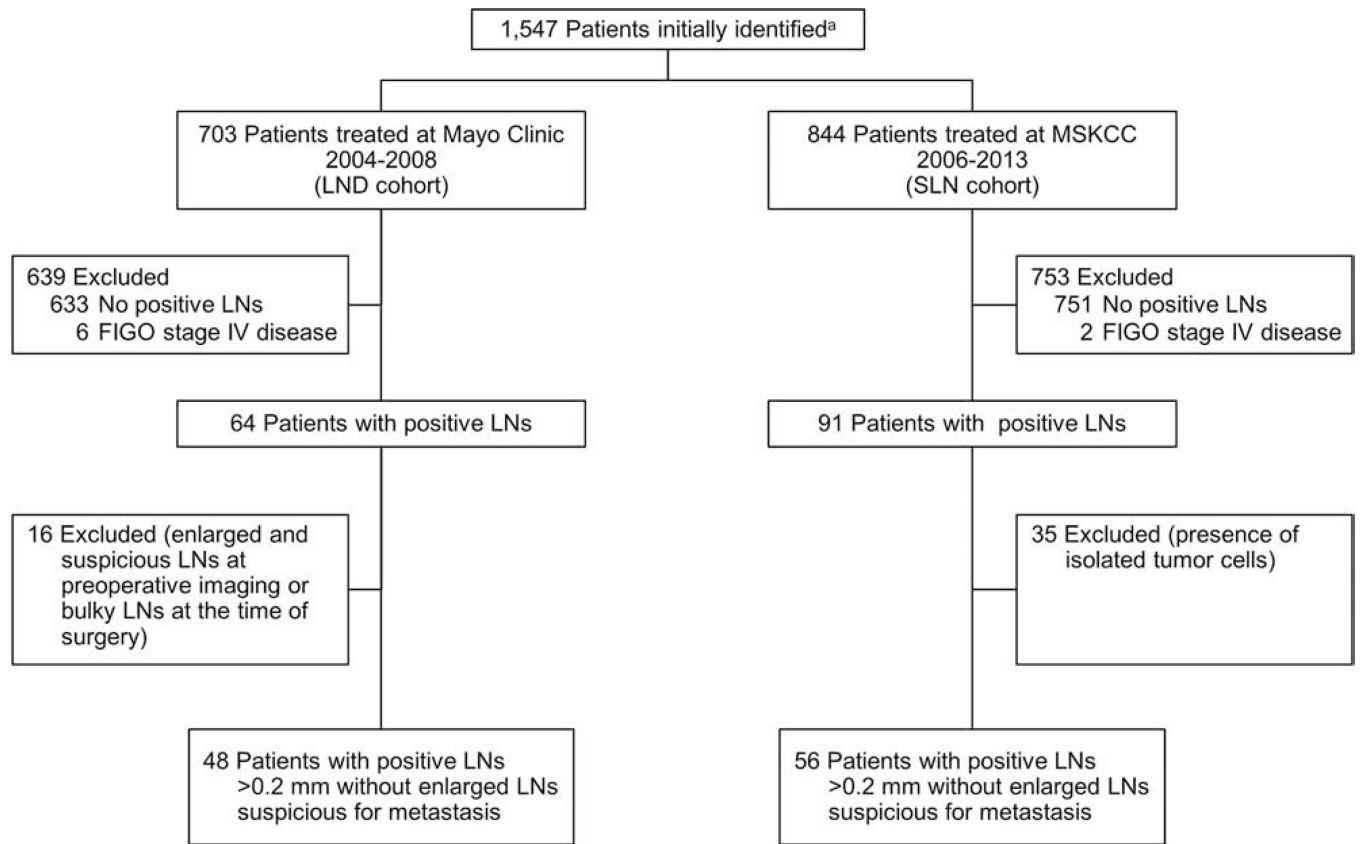 1,547 Patients initially identifiedᵃ
703 Patients treated at Mayo Clinic
2004-2008
(LND cohort)
844 Patients treated at MSKCC
2006-2013
(SLN cohort)
639 Excluded
633 No positive LNs
6 FIGO stage IV disease
753 Excluded
751 No positive LNs
2 FIGO stage IV disease
64 Patients with positive LNs
91 Patients with positive LNs
16 Excluded (enlarged and
suspicious LNs at
preoperative imaging or
bulky LNs at the time of
surgery)
35 Excluded (presence of
isolated tumor cells)
48 Patients with positive LNs
>0.2 mm without enlarged LNs
suspicious for metastasis
56 Patients with positive LNs
>0.2 mm without enlarged LNs
suspicious for metastasis